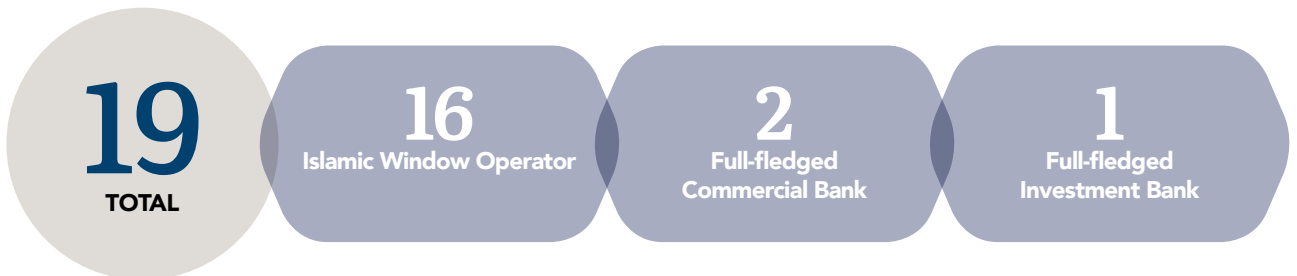 19
TOTAL
16
Islamic Window Operator
2
Full-fledged
Commercial Bank
1
Full-fledged
Investment Bank